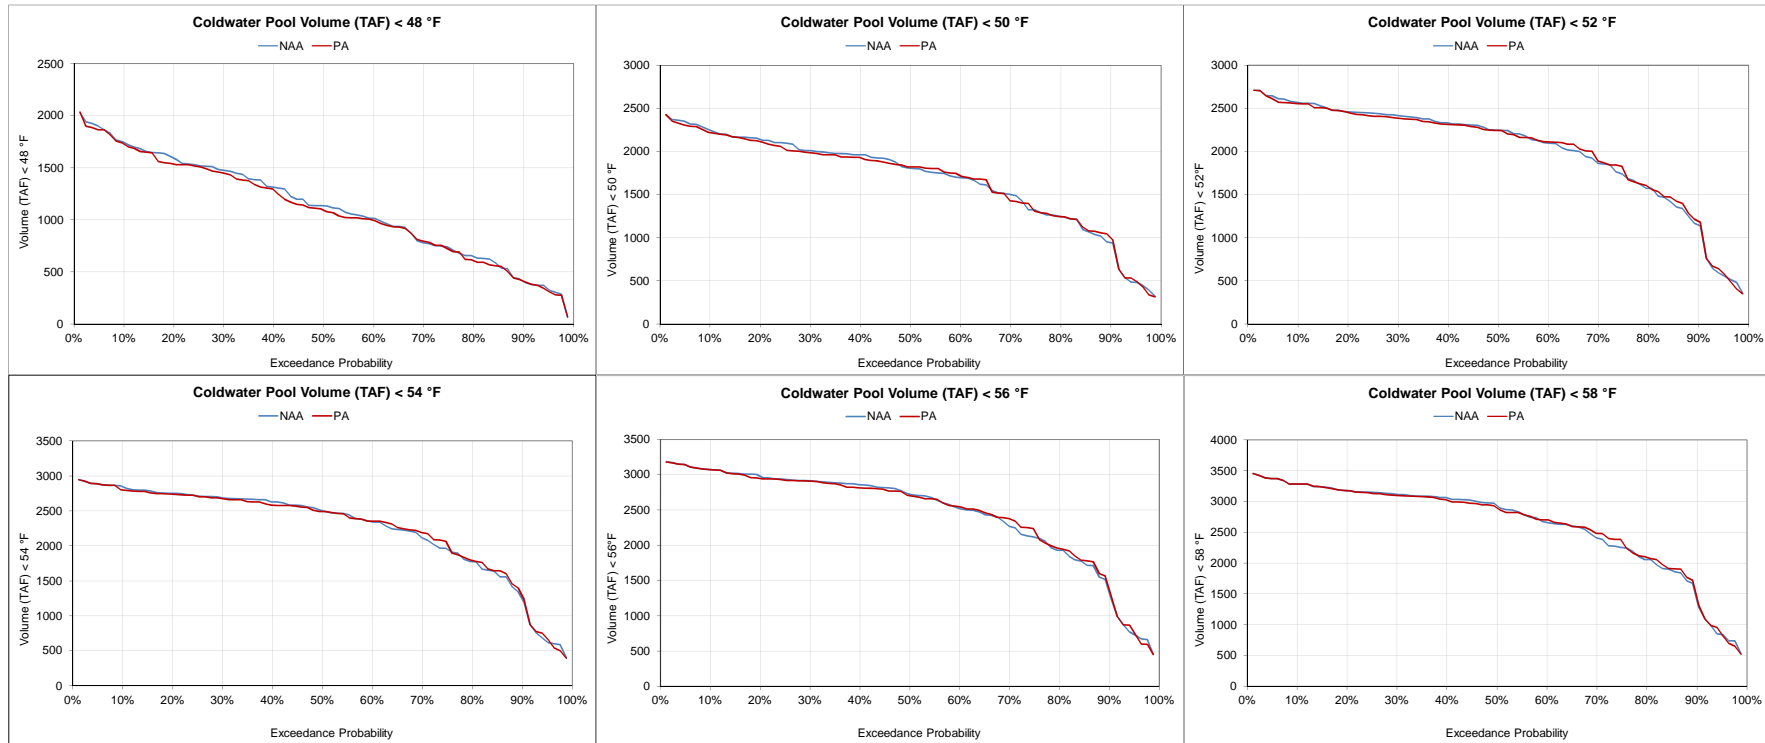 Coldwater Pool Volume (TAF) < 48 °F
NAA PA
Volume (TAF) < 48 °F
2500
2000
1500
1000
500
0
0% 10% 20% 30% 40% 50% 60% 70% 80% 90% 100%
Exceedance Probability
Coldwater Pool Volume (TAF) < 50 °F
NAA PA
Volume (TAF) < 50 °F
3000
2500
2000
1500
1000
500
0
0% 10% 20% 30% 40% 50% 60% 70% 80% 90% 100%
Exceedance Probability
Coldwater Pool Volume (TAF) < 52 °F
NAA PA
Volume (TAF) < 52°F
3000
2500
2000
1500
1000
500
0
0% 10% 20% 30% 40% 50% 60% 70% 80% 90% 100%
Exceedance Probability
Coldwater Pool Volume (TAF) < 54 °F
NAA PA
Volume (TAF) < 54 °F
3500
3000
2500
2000
1500
1000
500
0
0% 10% 20% 30% 40% 50% 60% 70% 80% 90% 100%
Exceedance Probability
Coldwater Pool Volume (TAF) < 56 °F
NAA PA
Volume (TAF) < 56°F
3500
3000
2500
2000
1500
1000
500
0
0% 10% 20% 30% 40% 50% 60% 70% 80% 90% 100%
Exceedance Probability
Coldwater Pool Volume (TAF) < 58 °F
NAA PA
Volume (TAF) < 58 °F
4000
3500
3000
2500
2000
1500
1000
500
0
0% 10% 20% 30% 40% 50% 60% 70% 80% 90% 100%
Exceedance Probability